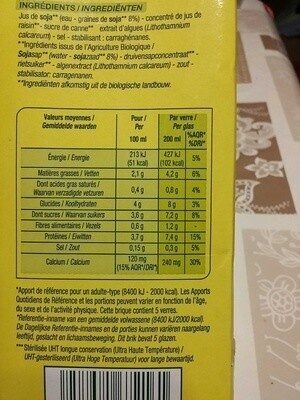 INGRÉDIENTS / INGREDIËNTEN
Jus de soja** (eau - graines de soja** 8%) - concentré de jus de
raisin** - sucre de canne** - extrait d'algues (Lithothamnium
calcareum) - sel - stabilisant : carraghénanes.
**Ingrédients issus de l'Agriculture Biologique /
Sojasap** (water - sojazaad** 8%) - druivensapconcentraat** -
rietsuiker** - algenextract (Lithothamnium calcareum) - zout -
stabilisator: carrageenanen.
**Ingrediënten afkomstig uit de biologische landbouw.
Valeurs moyennes / Gemiddelde waarden Pour / Per 100 ml Par verre / Per glas 200 ml %AQR* %DRI*
Energie / Energie 213 kJ (51 kcal) 427 kJ (102 kcal) 5%
Matières grasses / Vetten 2,1 g 4,2 g 6%
Dont acides gras saturés / Waarvan verzadigde vetzuren 0,4 g 0,8 g 4%
Glucides / Koolhydraten 4 g 8 g 3%
Dont sucres / Waarvan suikers 3,6 g 7,2 g 8%
Fibres alimentaires / Vezels 0,6 g 1,2 g -
Protéines / Eiwitten 3,7 g 7,4 g 15%
Sel / Zout 0,15 g 0,3 g 5%
Calcium / Calcium 120 mg (15% AQR*/DRI*) 240 mg 30%
*Apport de référence pour un adulte-type (8400 kJ - 2000 kcal). Les Apports
Quotidiens de Référence et les portions peuvent varier en fonction de l'âge,
du sexe et de l'activité physique. Cette brique contient 5 verres.
*Referentie-inname van een gemiddelde volwassene (8400 kJ/2000 kcal).
De Dagelijkse Referentie-innames en de porties kunnen variëren naargelang
leeftijd, geslacht en lichaamsbeweging. Dit brik bevat 5 glazen.
***Stérilisée UHT longue conservation (Ultra Haute Température) /
UHT-gesteriliseerd (Ultra Hoge Temperatuur) voor lange bewaartijd.